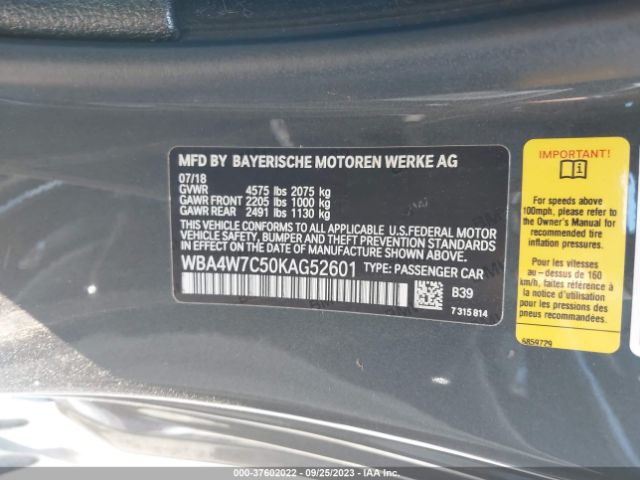 MFD BY BAYERISCHE MOTOREN WERKE AG
07/18
GVWR 4575 lbs 2075 kg
GAWR FRONT 2205 lbs 1000 kg
GAWR REAR 2491 lbs 1130 kg
THIS VEHICLE CONFORMS TO ALL APPLICABLE U.S.FEDERAL MOTOR
VEHICLE SAFETY, BUMPER, AND THEFT PREVENTION STANDARDS
IN EFFECT ON THE DATE OF MANUFACTURE SHOWN ABOVE.
WBA4W7C50KAG52601 TYPE: PASSENGER CAR
B39
7 315 814
IMPORTANT!
For speeds above
100mph, please refer to
the Owner's Manual for
recommended tire
inflation pressures.
Pour les vitesses
au - dessus de 160
km/h, faites référence à
la notice d'utilisation
pour les pressions des
pneus recommandées.
6859779
000-37602022 - 09/25/2023 - IAA Inc.